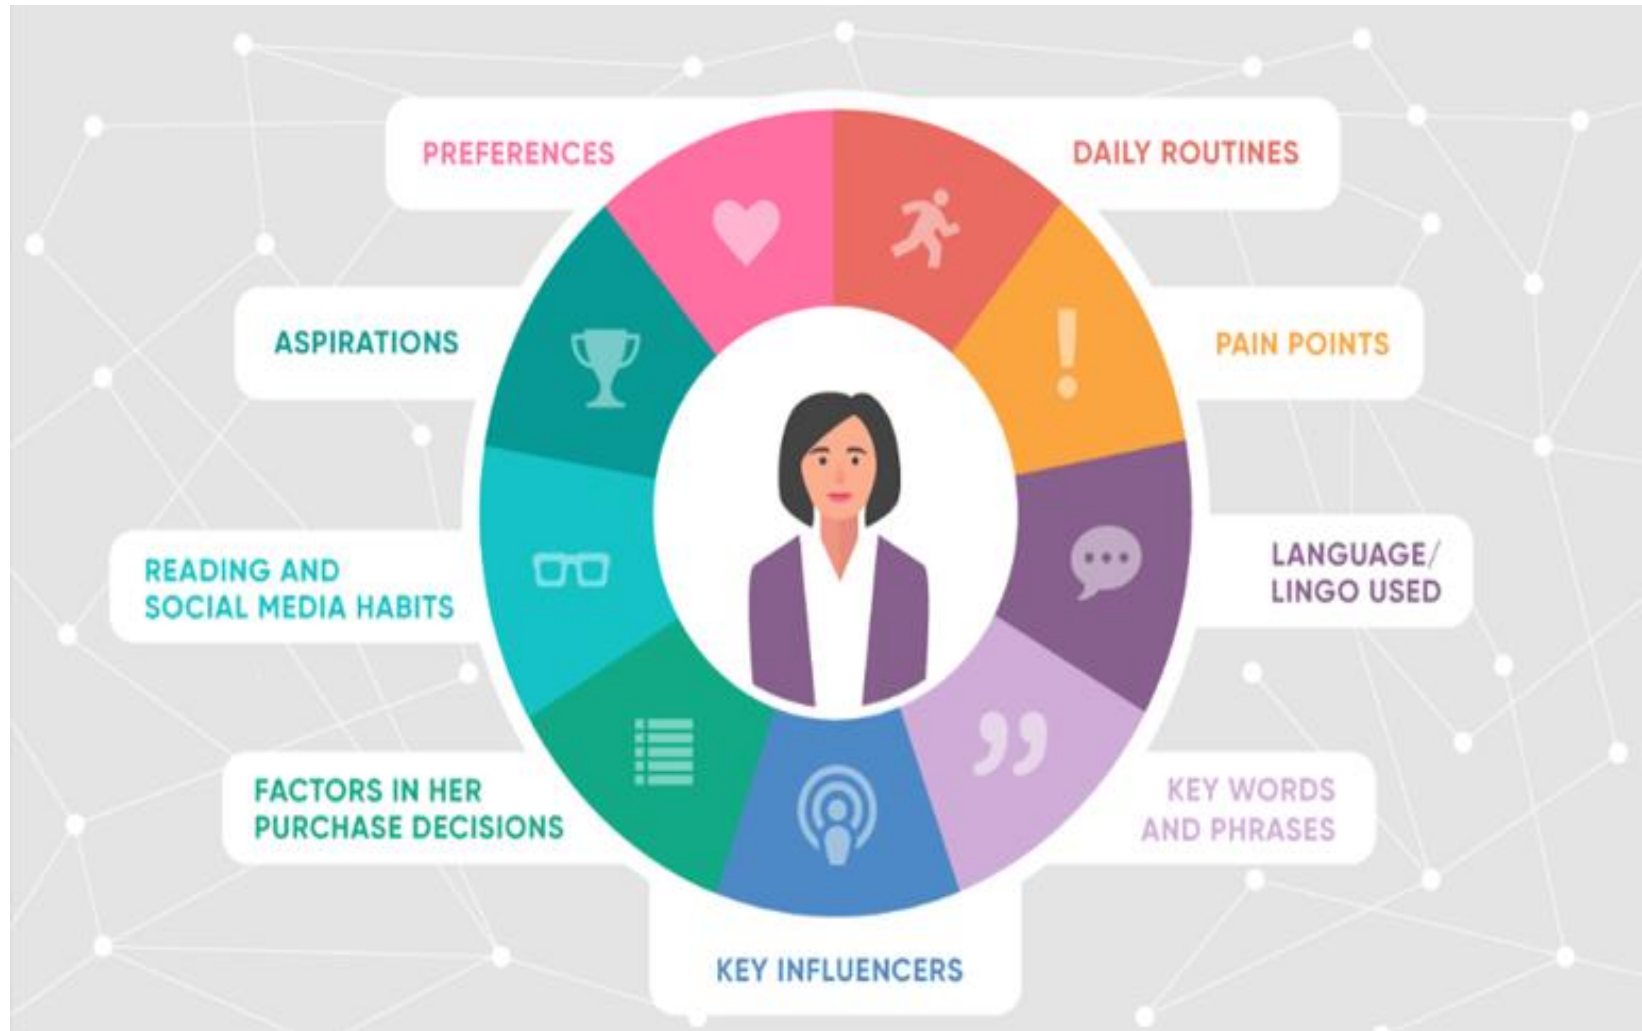 PREFERENCES
DAILY ROUTINES
ASPIRATIONS
PAIN POINTS
READING AND
SOCIAL MEDIA HABITS
LANGUAGE/
LINGO USED
FACTORS IN HER
PURCHASE DECISIONS
KEY WORDS
AND PHRASES
KEY INFLUENCERS